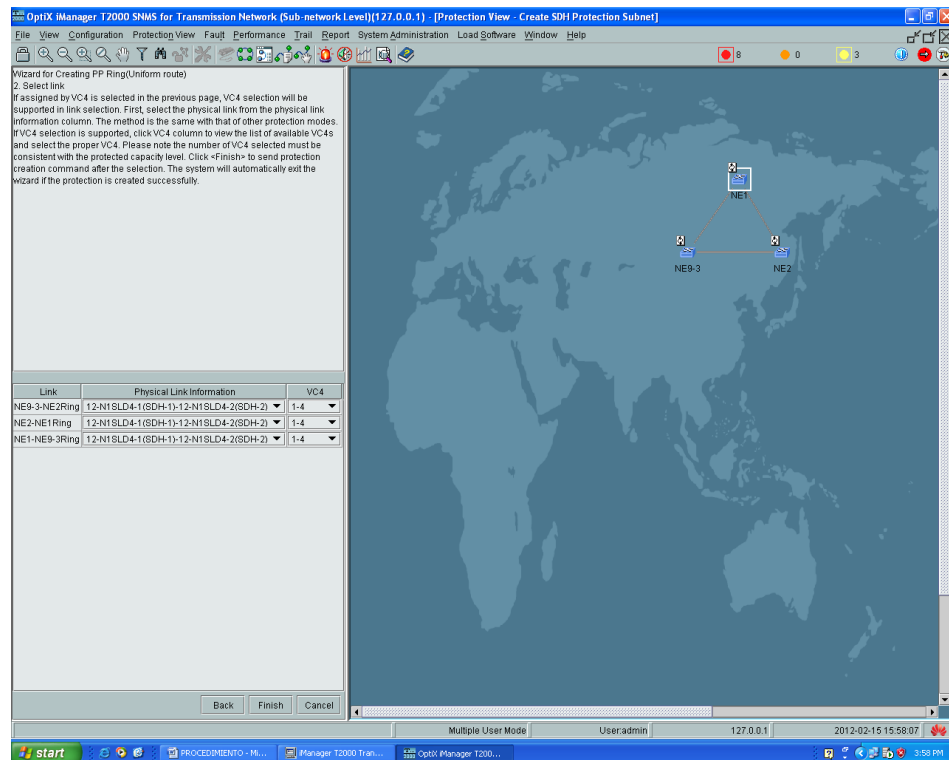 OptiX iManager T2000 SNMS for Transmission Network (Sub-network Level)(127.0.0.1) - [Protection View - Create SDH Protection Subnet]
File View Configuration Protection View Fault Performance Trail Report System Administration Load Software Window Help
8 0 3
Wizard for Creating PP Ring(Uniform route)
2. Select link
If assigned by VC4 is selected in the previous page, VC4 selection will be
supported in link selection. First, select the physical link from the physical link
information column. The method is the same with that of other protection modes.
If VC4 selection is supported, click VC4 column to view the list of available VC4s
and select the proper VC4. Please note the number of VC4 selected must be
consistent with the protected capacity level. Click <Finish> to send protection
creation command after the selection. The system will automatically exit the
wizard if the protection is created successfully.
NE1
NE9-3 NE2
Link Physical Link Information VC4
NE9-3-NE2Ring 12-N1SLD4-1(SDH-1)-12-N1SLD4-2(SDH-2) 1-4
NE2-NE1Ring 12-N1SLD4-1(SDH-1)-12-N1SLD4-2(SDH-2) 1-4
NE1-NE9-3Ring 12-N1SLD4-1(SDH-1)-12-N1SLD4-2(SDH-2) 1-4
Back Finish Cancel
Multiple User Mode User:admin 127.0.0.1 2012-02-15 15:58:07
start PROCEDIMIENTO - Mi... iManager T2000 Tran... OptiX iManager T200... 3:58 PM